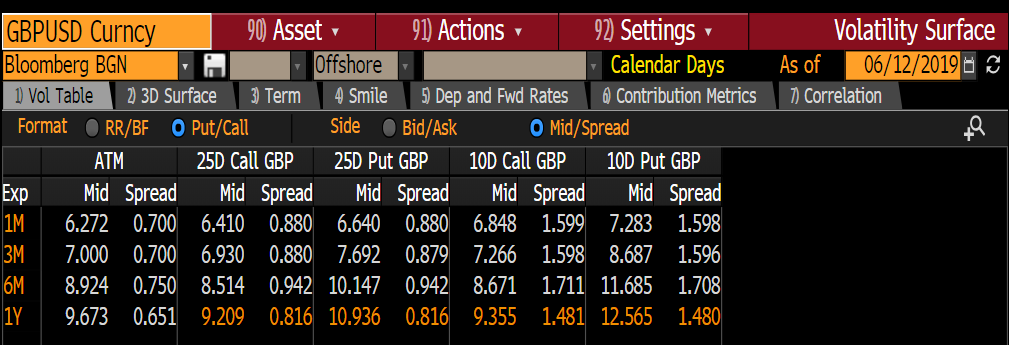 GBPUSD Curncy 90) Asset 91) Actions 92) Settings Volatility Surface
Bloomberg BGN Offshore Calendar Days As of 06/12/2019
1) Vol Table 2) 3D Surface 3) Term 4) Smile 5) Dep and Fwd Rates 6) Contribution Metrics 7) Correlation
Format RR/BF Put/Call Side Bid/Ask Mid/Spread
ATM 25D Call GBP 25D Put GBP 10D Call GBP 10D Put GBP
Exp Mid Spread Mid Spread Mid Spread Mid Spread Mid Spread
1M 6.272 0.700 6.410 0.880 6.640 0.880 6.848 1.599 7.283 1.598
3M 7.000 0.700 6.930 0.880 7.692 0.879 7.266 1.598 8.687 1.596
6M 8.924 0.750 8.514 0.942 10.147 0.942 8.671 1.711 11.685 1.708
1Y 9.673 0.651 9.209 0.816 10.936 0.816 9.355 1.481 12.565 1.480